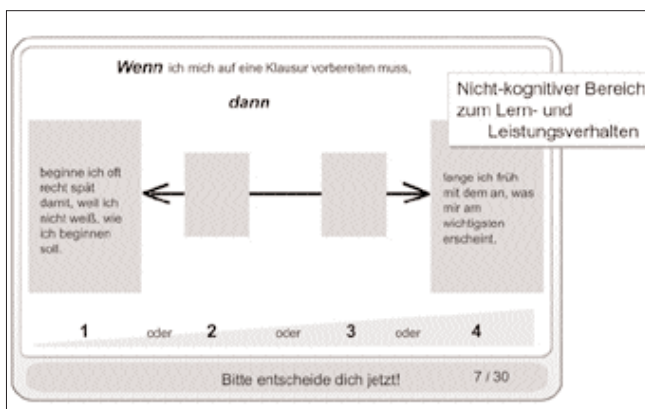 Wenn ich mich auf eine Klausur vorbereiten muss,
dann
Nicht-kognitiver Bereich
zum Lern- und
Leistungsverhalten
beginne ich oft
recht spät
damit, weil ich
nicht weiß, wie
ich beginnen
soll.
fange ich früh
mit dem an, was
mir am
wichtigsten
erscheint.
1 oder 2 oder 3 oder 4
Bitte entscheide dich jetzt! 7 / 30